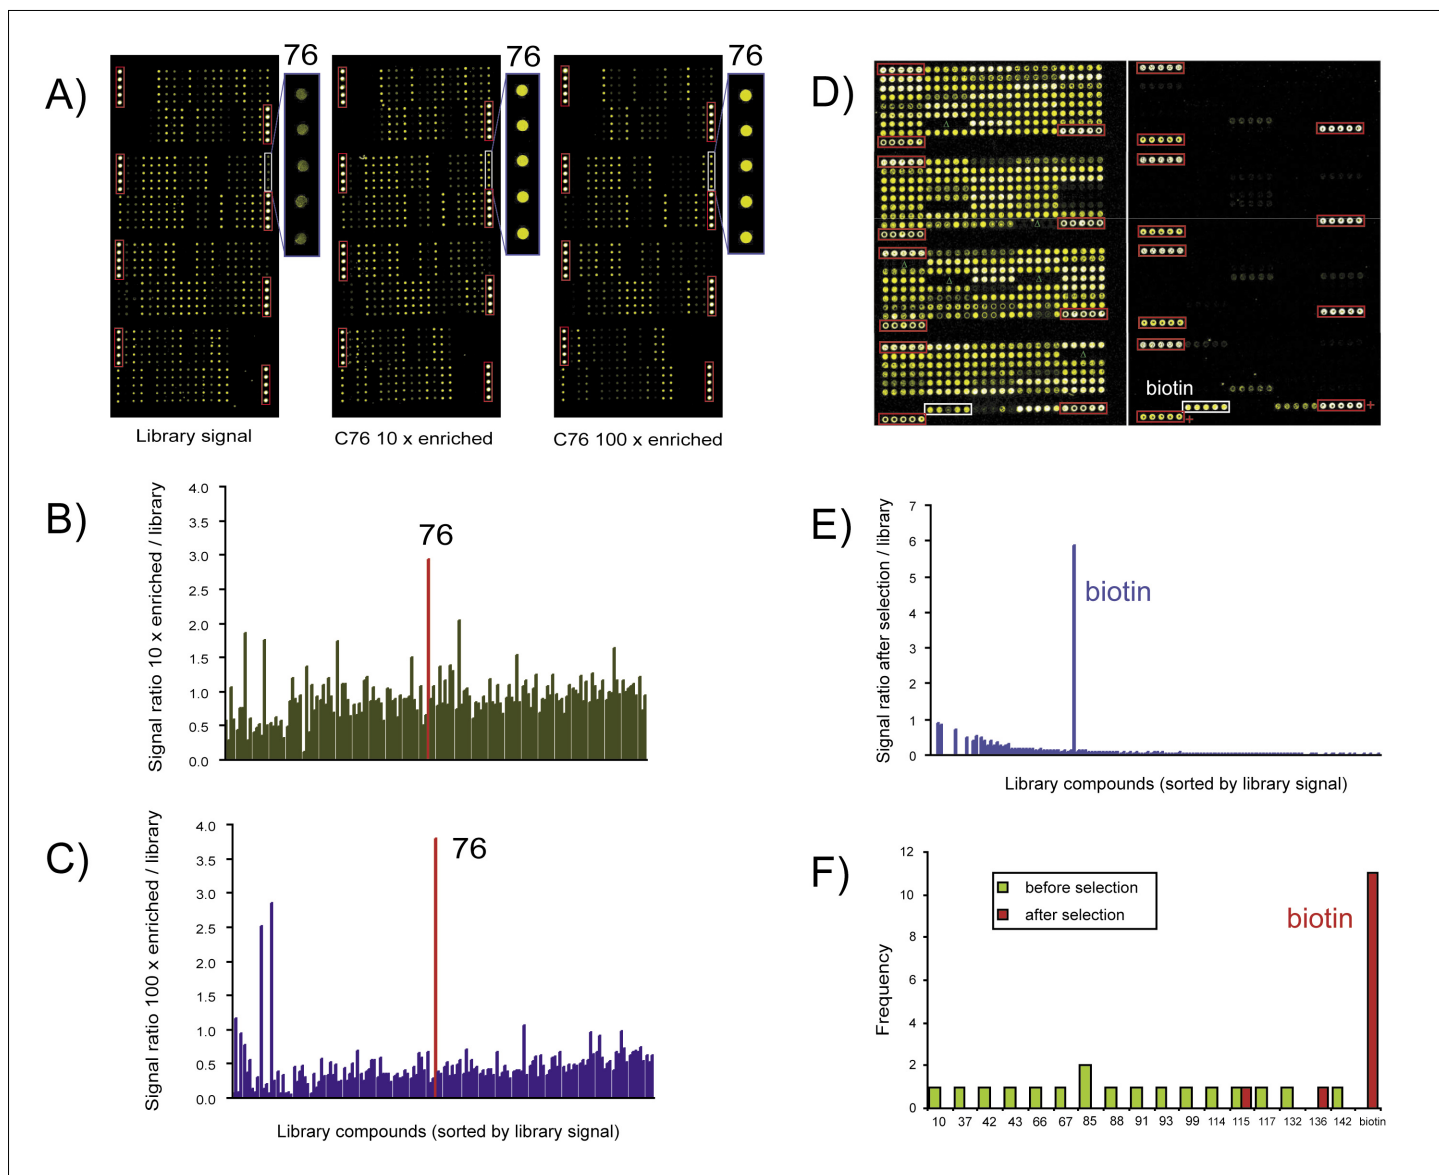 A)
76
76
76
Library signal
C76 10 x enriched
C76 100 x enriched
B)
Signal ratio 10 x enriched / library
4.0
3.5
3.0
2.5
2.0
1.5
1.0
0.5
0.0
76
C)
Signal ratio 100 x enriched / library
4.0
3.5
3.0
2.5
2.0
1.5
1.0
0.5
0.0
76
Library compounds (sorted by library signal)
D)
biotin
+
+
E)
Signal ratio after selection / library
7
6
5
4
3
2
1
0
biotin
Library compounds (sorted by library signal)
F)
Frequency
12
10
8
6
4
2
0
before selection
after selection
biotin
10 37 42 43 66 67 85 88 91 93 99 114 115 117 132 136 142 biotin